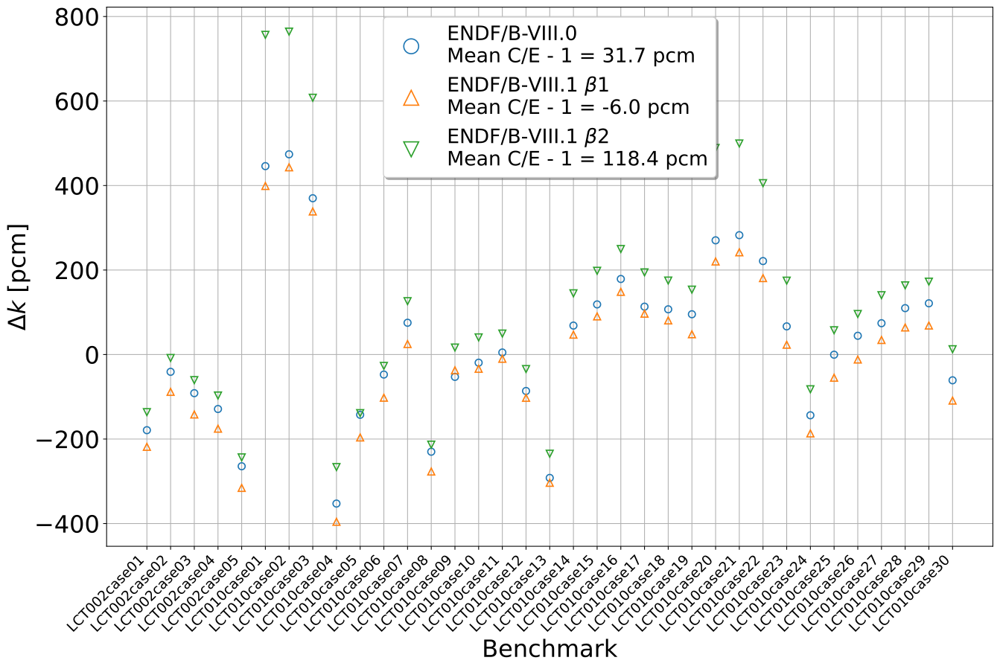 800
600
400
200
0
−200
−400
Δk [pcm]
ENDF/B-VIII.0
Mean C/E - 1 = 31.7 pcm
ENDF/B-VIII.1 β1
Mean C/E - 1 = -6.0 pcm
ENDF/B-VIII.1 β2
Mean C/E - 1 = 118.4 pcm
LCT002case01
LCT002case02
LCT002case03
LCT002case04
LCT002case05
LCT010case01
LCT010case02
LCT010case03
LCT010case04
LCT010case05
LCT010case06
LCT010case07
LCT010case08
LCT010case09
LCT010case10
LCT010case11
LCT010case12
LCT010case13
LCT010case14
LCT010case15
LCT010case16
LCT010case17
LCT010case18
LCT010case19
LCT010case20
LCT010case21
LCT010case22
LCT010case23
LCT010case24
LCT010case25
LCT010case26
LCT010case27
LCT010case28
LCT010case29
LCT010case30
Benchmark